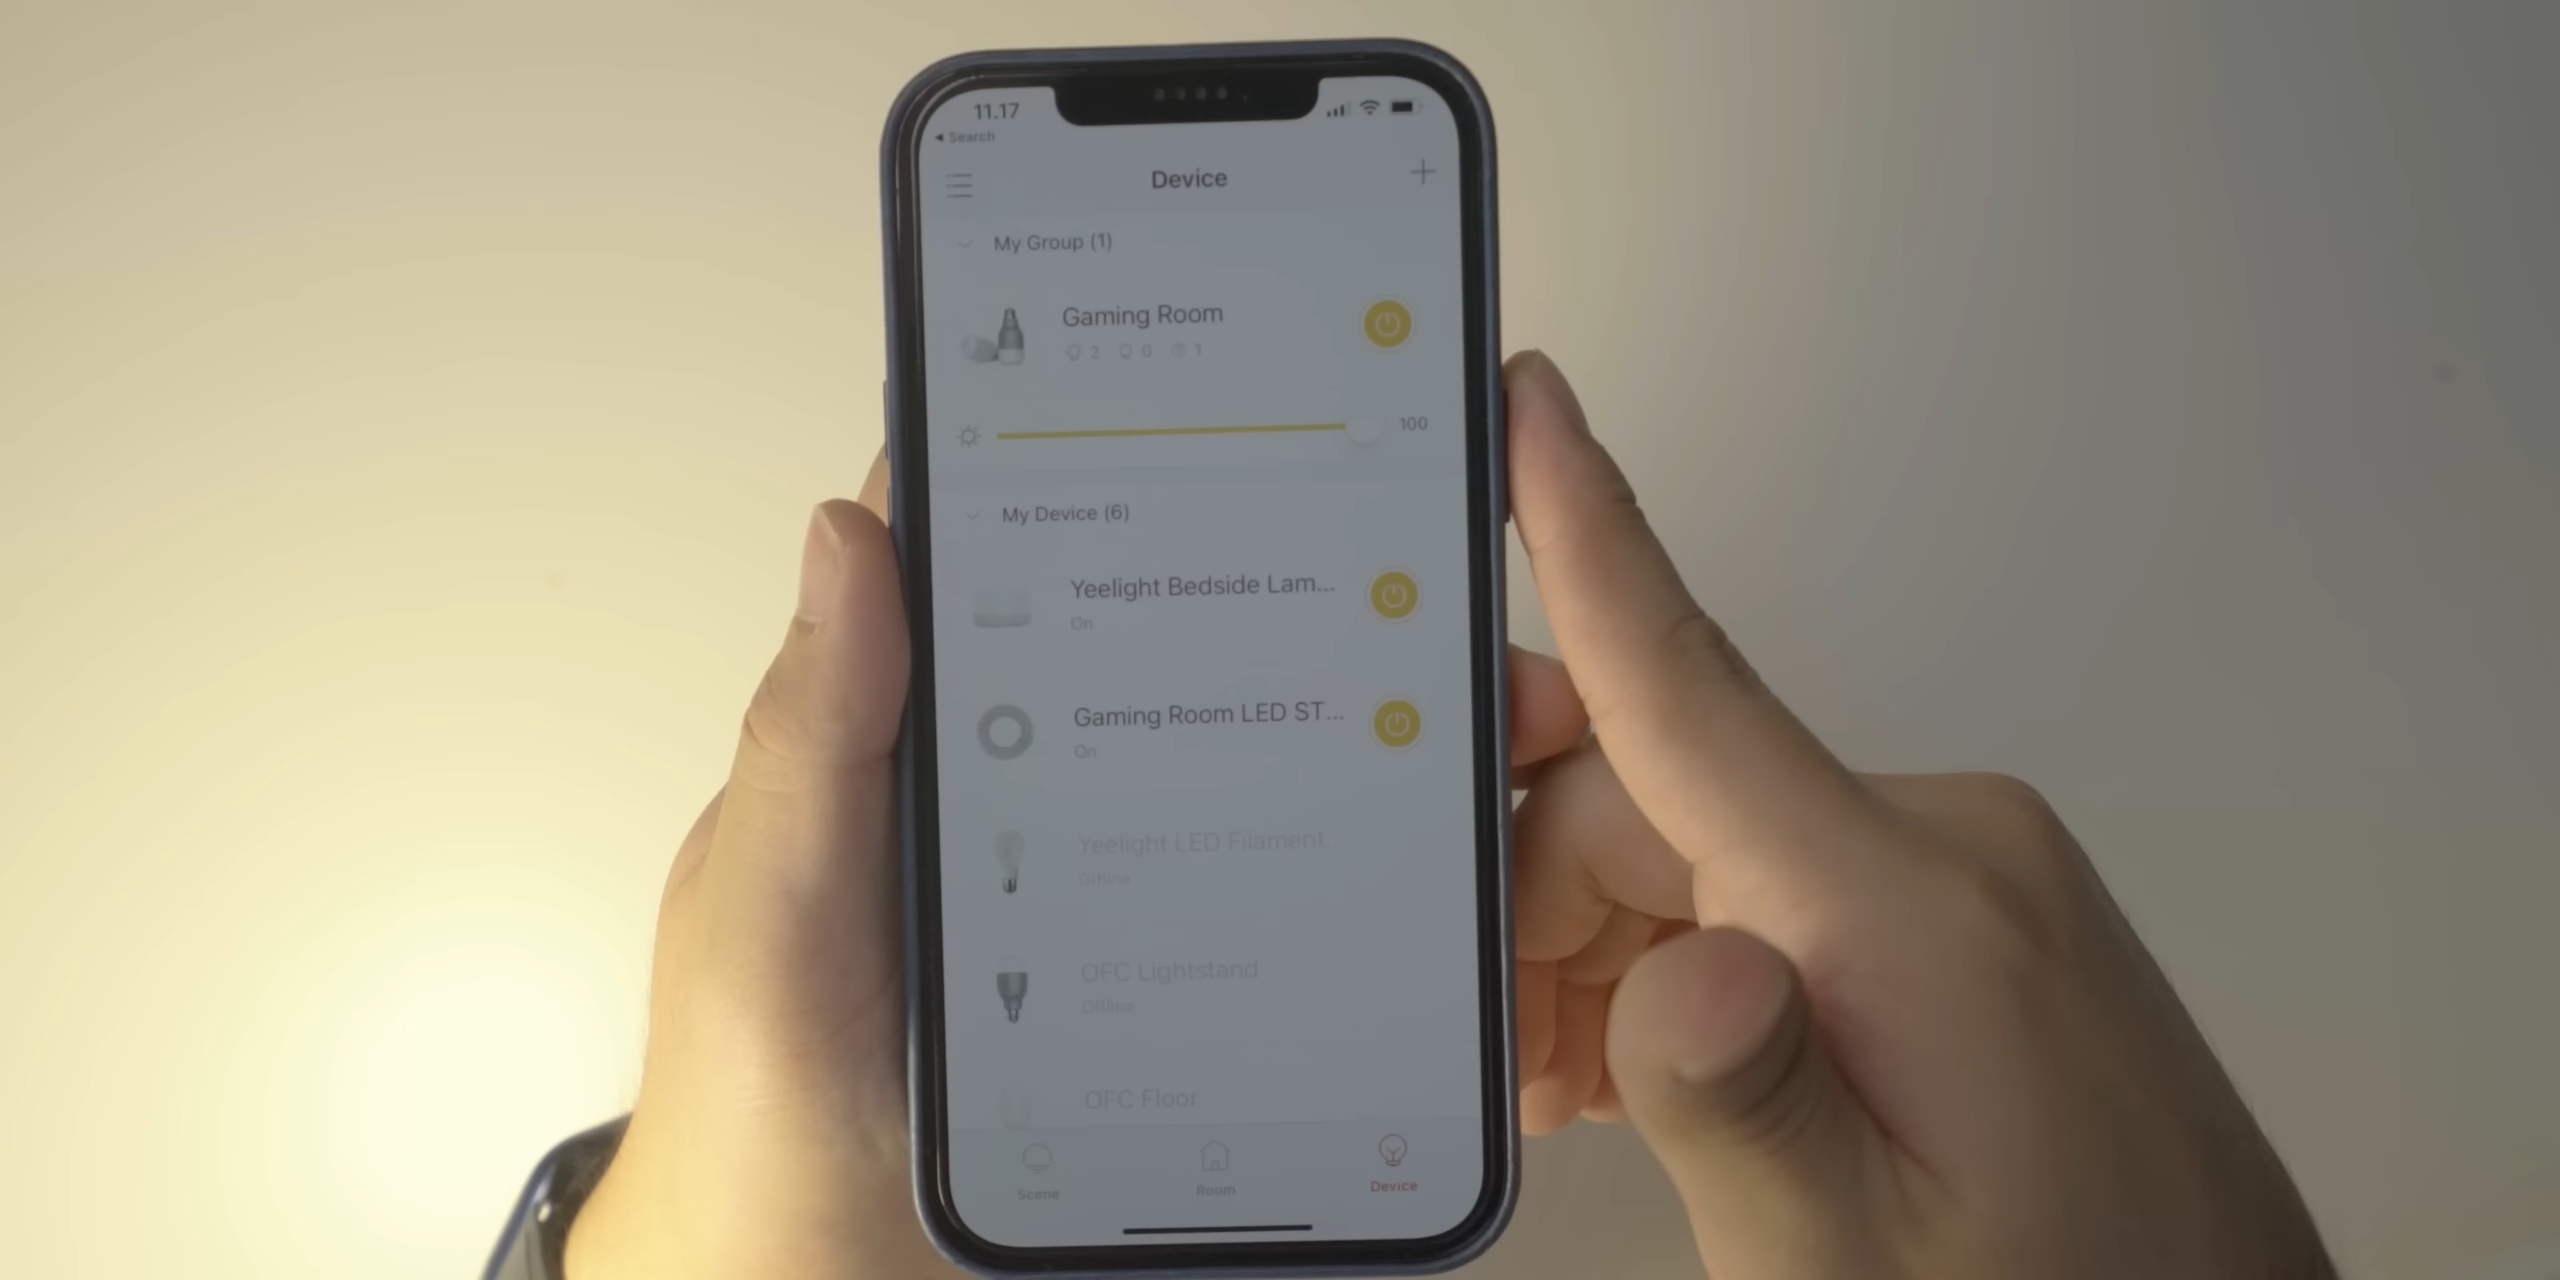 11.17
Search
Device
My Group (1)
Gaming Room
2 0 1
100
My Device (6)
Yeelight Bedside Lam...
On
Gaming Room LED ST...
On
Yeelight LED Filament...
Offline
OFC Lightstand
Offline
OFC Floor
Scene Room Device